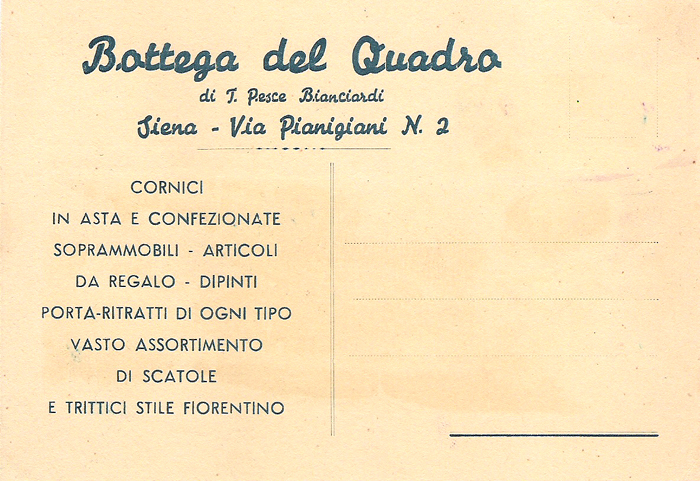 Bottega del Quadro
di T. Pesce Bianciardi
Siena - Via Pianigiani N. 2
CORNICI
IN ASTA E CONFEZIONATE
SOPRAMMOBILI - ARTICOLI
DA REGALO - DIPINTI
PORTA-RITRATTI DI OGNI TIPO
VASTO ASSORTIMENTO
DI SCATOLE
E TRITTICI STILE FIORENTINO